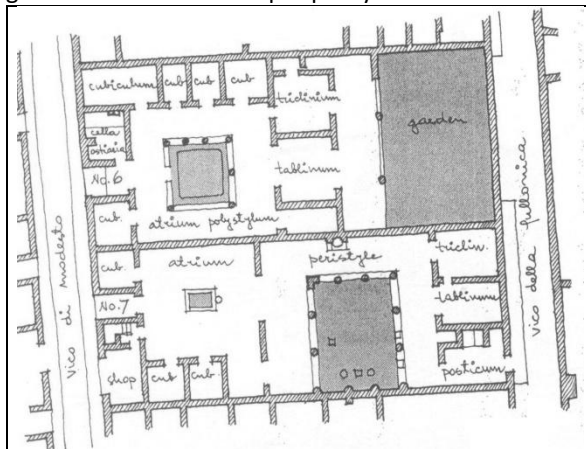 cubiculum
cub
cub
cub.
triclinium
cella
ostiaria
garden
No.6
tablinum
cub.
atrium polystylum
cub.
atrium
peristyle
triclin.
No.7
tablinum
shop
cub
cub.
posticum
vico di modesto
vico della fullonica